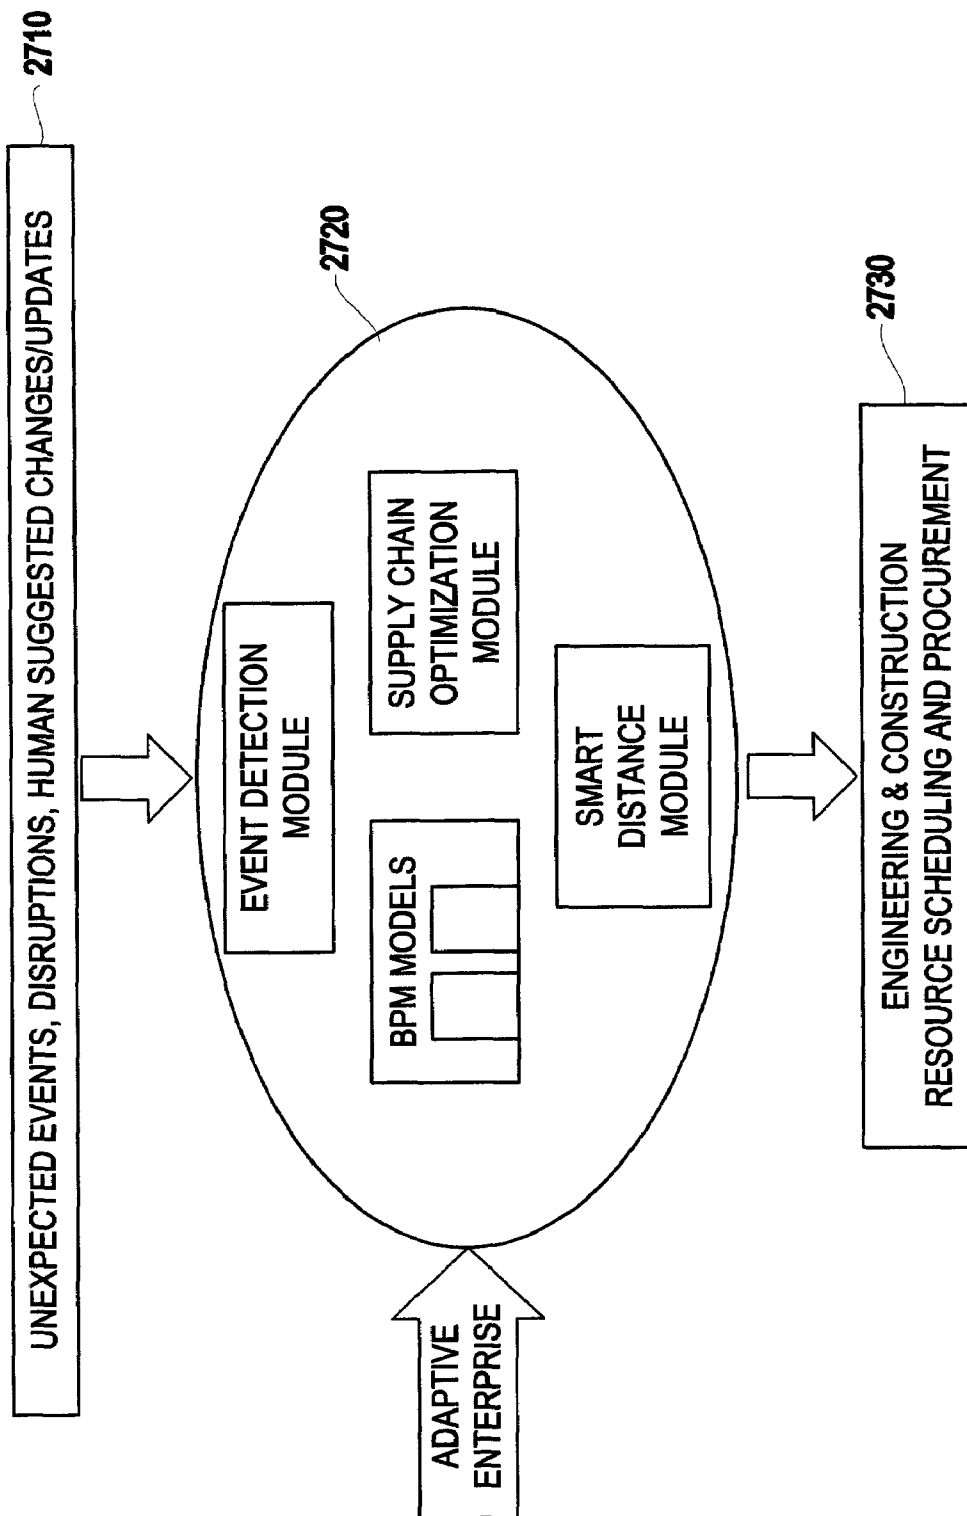 2710
UNEXPECTED EVENTS, DISRUPTIONS, HUMAN SUGGESTED CHANGES/UPDATES
2720
EVENT DETECTION
MODULE
BPM MODELS
SUPPLY CHAIN
OPTIMIZATION
MODULE
SMART
DISTANCE
MODULE
ADAPTIVE
ENTERPRISE
2730
ENGINEERING & CONSTRUCTION
RESOURCE SCHEDULING AND PROCUREMENT